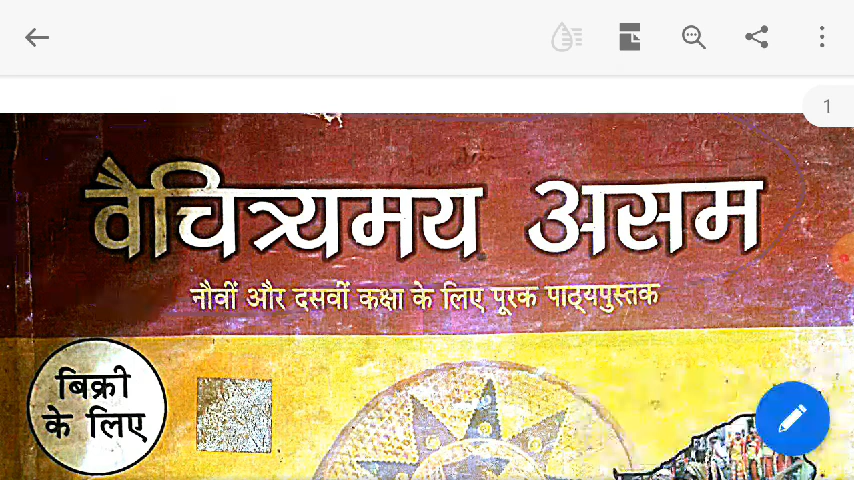 1
वैचित्र्यमय असम
नौवीं और दसवीं कक्षा के लिए पूरक पाठ्यपुस्तक
बिक्री
के लिए